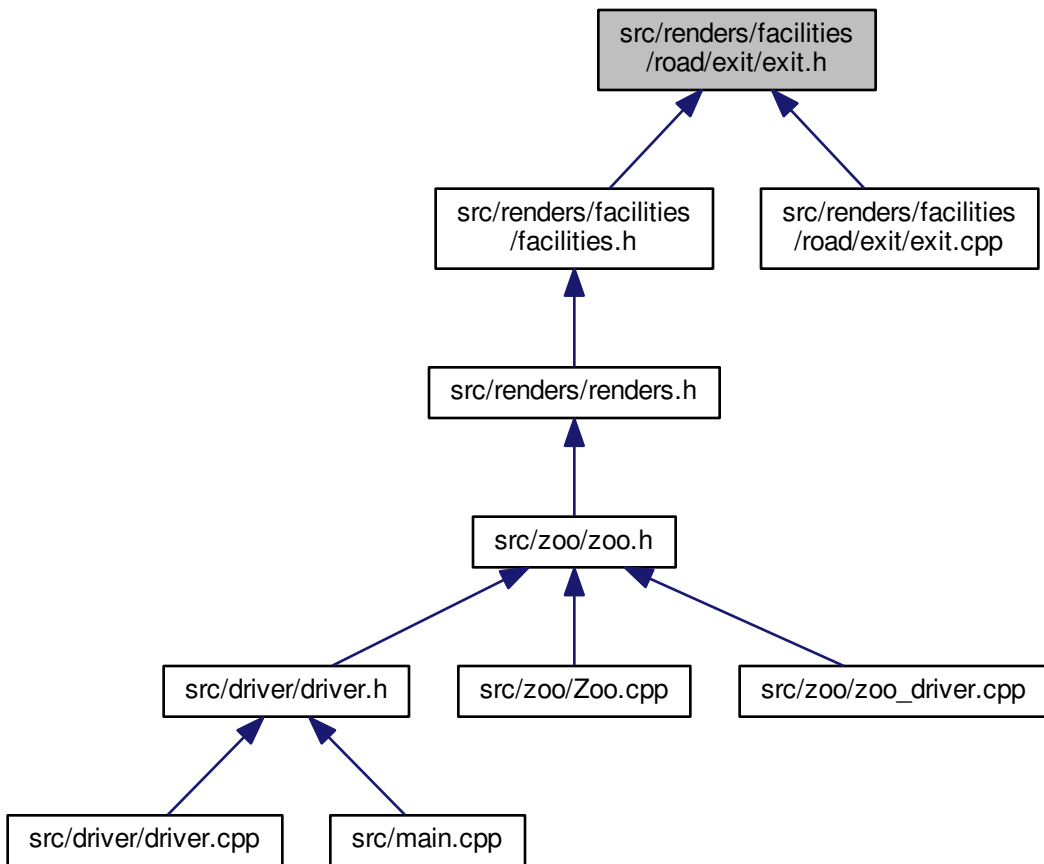 src/renders/facilities
/road/exit/exit.h
src/renders/facilities
/facilities.h
src/renders/facilities
/road/exit/exit.cpp
src/renders/renders.h
src/zoo/zoo.h
src/driver/driver.h
src/zoo/Zoo.cpp
src/zoo/zoo_driver.cpp
src/driver/driver.cpp
src/main.cpp